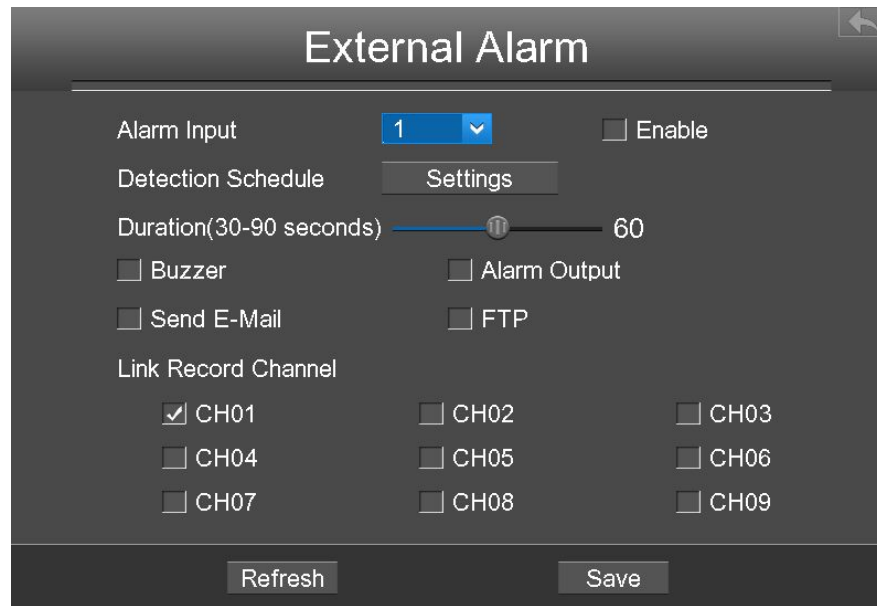 External Alarm
Alarm Input 1 Enable
Detection Schedule Settings
Duration(30-90 seconds) 60
Buzzer Alarm Output
Send E-Mail FTP
Link Record Channel
CH01 CH02 CH03
CH04 CH05 CH06
CH07 CH08 CH09
Refresh Save